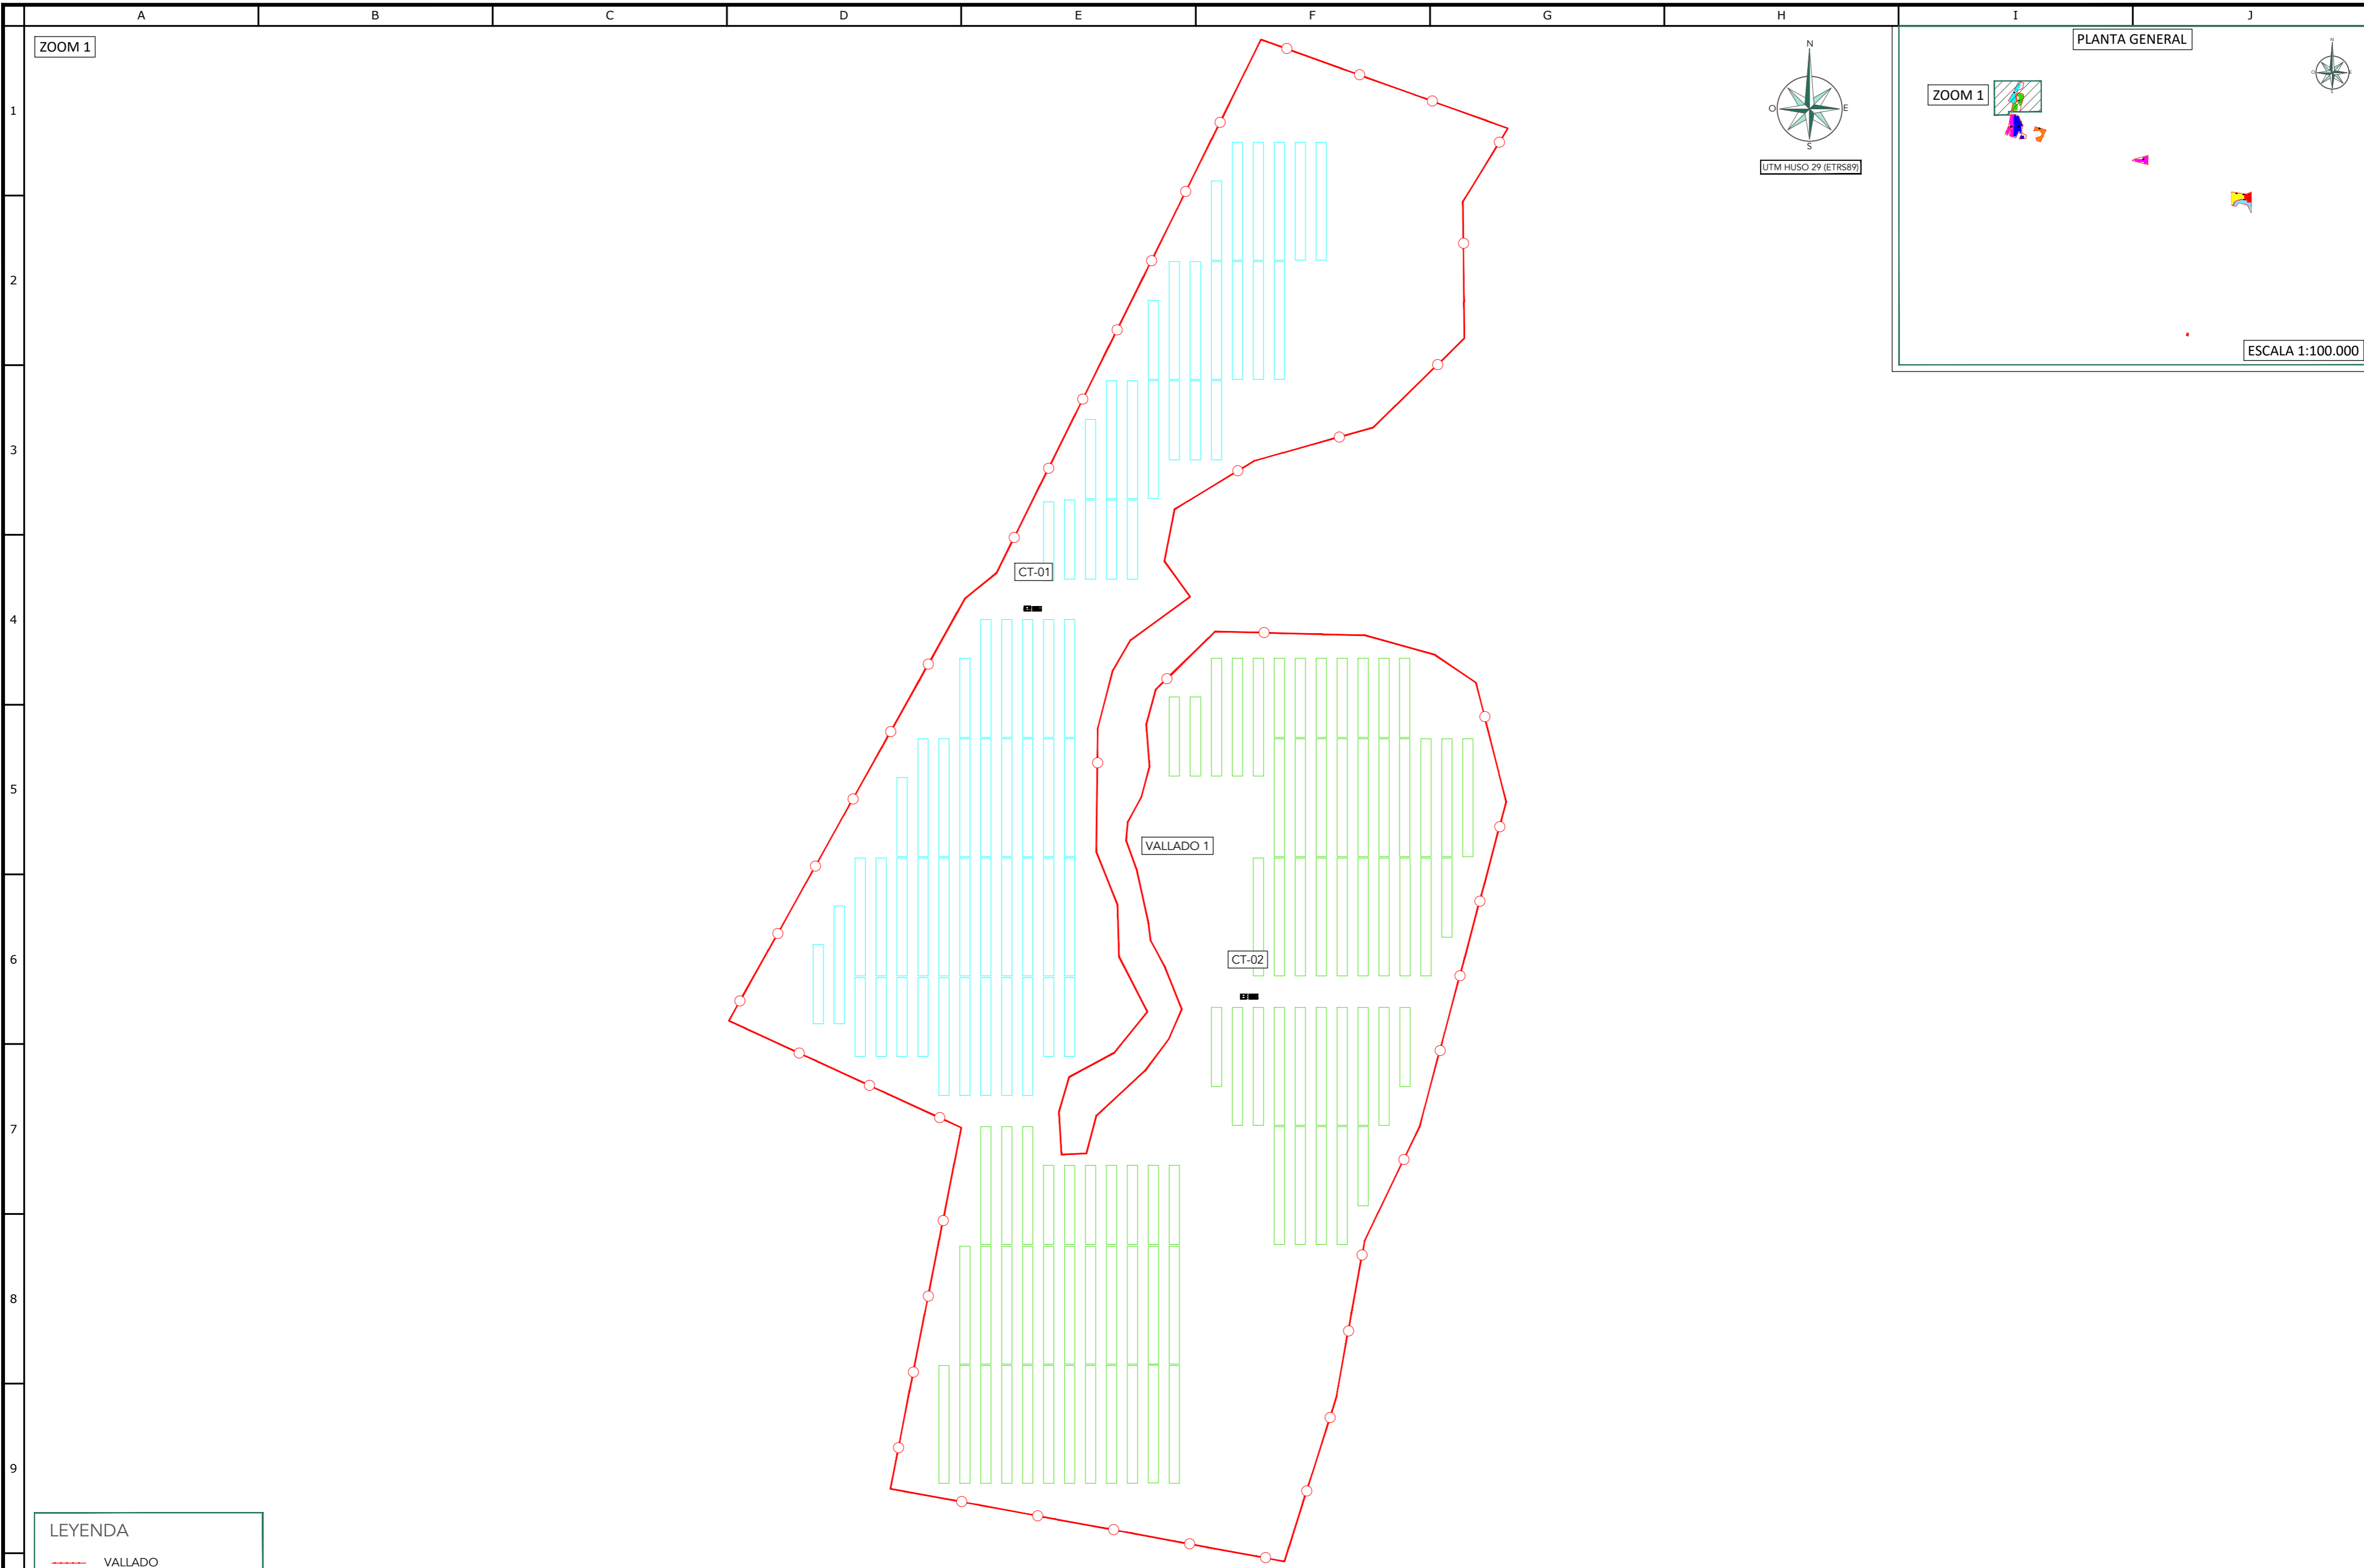 A B C D E F G H I J
ZOOM 1
N
O E
S
UTM HUSO 29 (ETRS89)
PLANTA GENERAL
N
ZOOM 1
ESCALA 1:100.000
1
2
3
4
5
6
7
8
9
CT-01
VALLADO 1
CT-02
LEYENDA
VALLADO